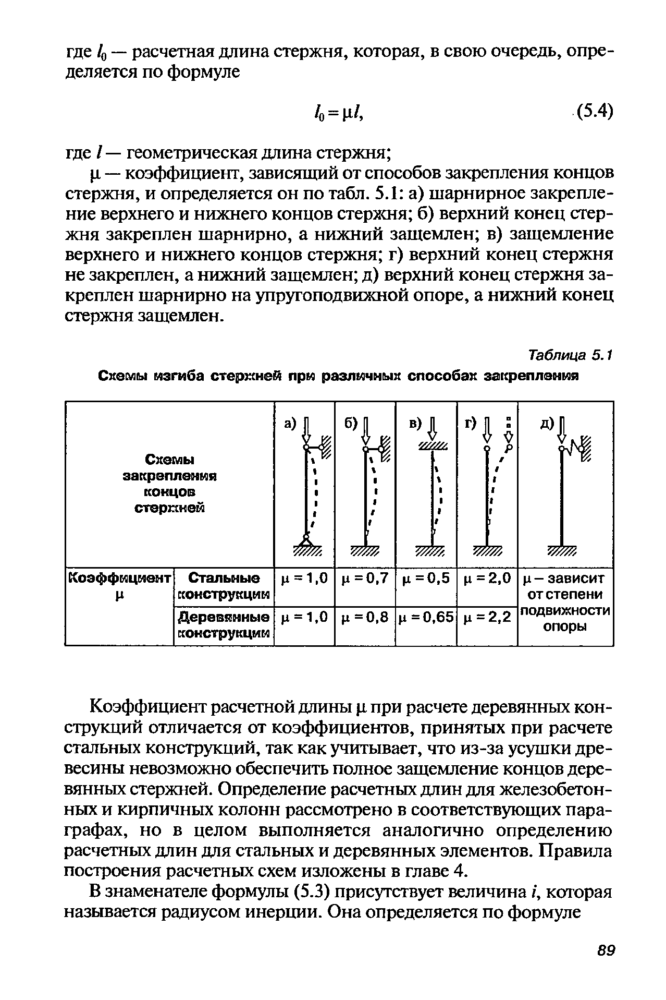 где l₀ — расчетная длина стержня, которая, в свою очередь, опре-
деляется по формуле
l₀ = μl, (5.4)
где l — геометрическая длина стержня;
μ — коэффициент, зависящий от способов закрепления концов
стержня, и определяется он по табл. 5.1: а) шарнирное закрепле-
ние верхнего и нижнего концов стержня; б) верхний конец стер-
жня закреплен шарнирно, а нижний защемлен; в) защемление
верхнего и нижнего концов стержня; г) верхний конец стержня
не закреплен, а нижний защемлен; д) верхний конец стержня за-
креплен шарнирно на упругоподвижной опоре, а нижний конец
стержня защемлен.
Таблица 5.1
Схемы изгиба стержней при различных способах закрепления
Схемы
закрепления
концов
стержней
а) б) в) г) д)
Коэффициент
μ
Стальные
конструкции
μ = 1,0 μ = 0,7 μ = 0,5 μ = 2,0
Деревянные
конструкции
μ = 1,0 μ = 0,8 μ = 0,65 μ = 2,2
μ – зависит
от степени
подвижности
опоры
Коэффициент расчетной длины μ при расчете деревянных кон-
струкций отличается от коэффициентов, принятых при расчете
стальных конструкций, так как учитывает, что из-за усушки дре-
весины невозможно обеспечить полное защемление концов дере-
вянных стержней. Определение расчетных длин для железобетон-
ных и кирпичных колонн рассмотрено в соответствующих пара-
графах, но в целом выполняется аналогично определению
расчетных длин для стальных и деревянных элементов. Правила
построения расчетных схем изложены в главе 4.
В знаменателе формулы (5.3) присутствует величина i, которая
называется радиусом инерции. Она определяется по формуле
89